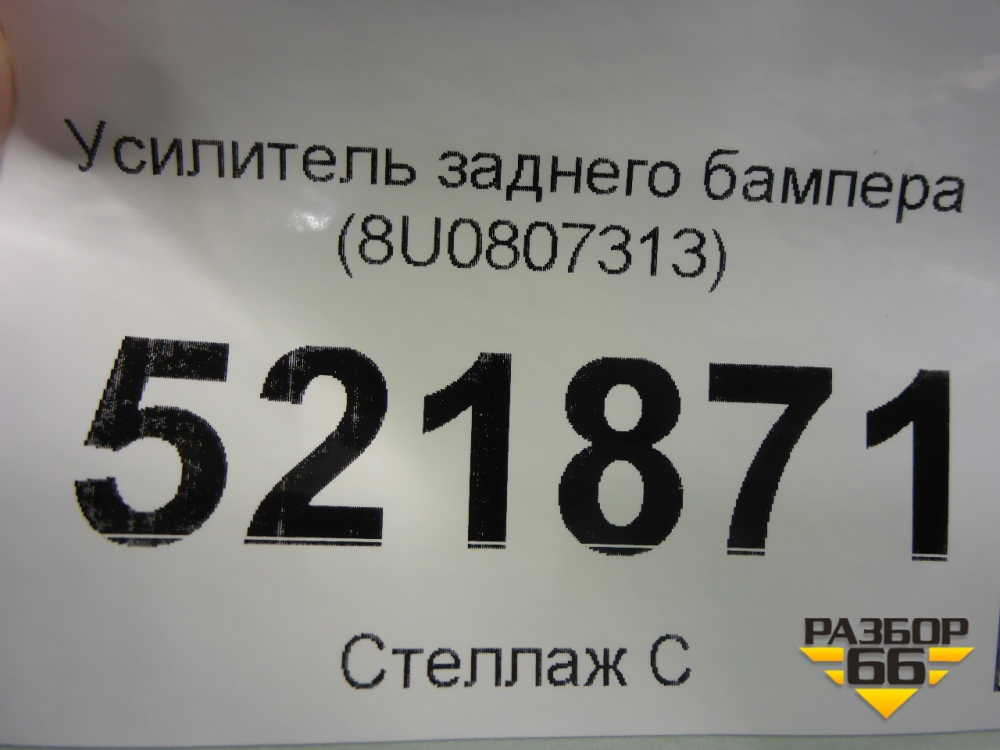 Усилитель заднего бампера
(8U0807313)
521871
Стеллаж С
РАЗБОР
66